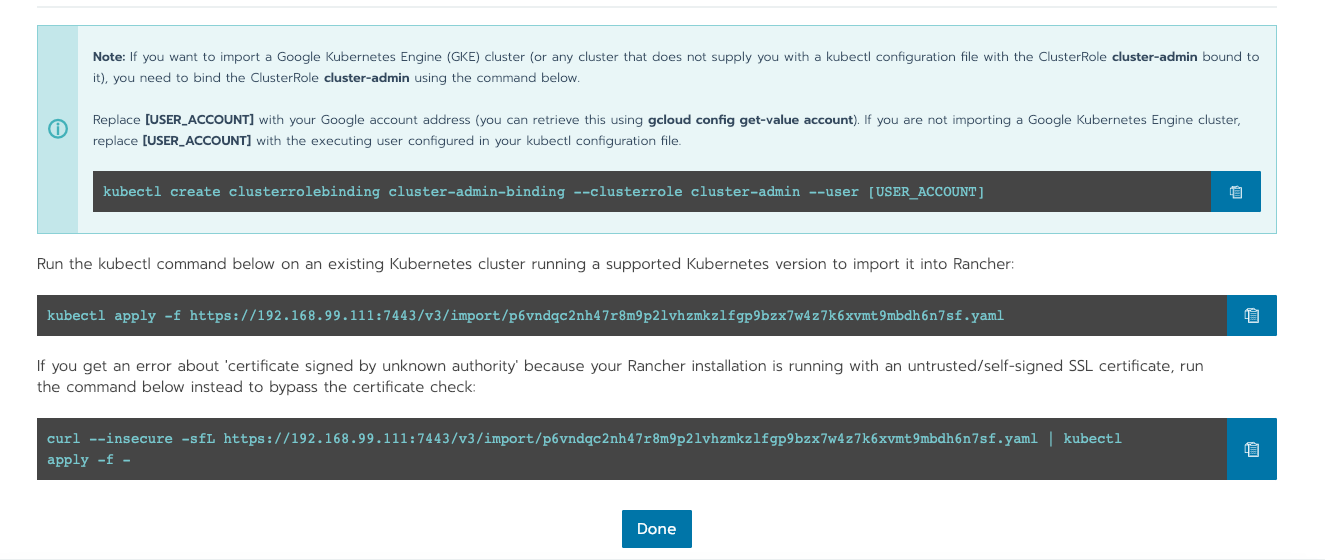 Note: If you want to import a Google Kubernetes Engine (GKE) cluster (or any cluster that does not supply you with a kubectl configuration file with the ClusterRole cluster-admin bound to
it), you need to bind the ClusterRole cluster-admin using the command below.
Replace [USER_ACCOUNT] with your Google account address (you can retrieve this using gcloud config get-value account). If you are not importing a Google Kubernetes Engine cluster,
replace [USER_ACCOUNT] with the executing user configured in your kubectl configuration file.
kubectl create clusterrolebinding cluster-admin-binding --clusterrole cluster-admin --user [USER_ACCOUNT]
Run the kubectl command below on an existing Kubernetes cluster running a supported Kubernetes version to import it into Rancher:
kubectl apply -f https://192.168.99.111:7443/v3/import/p6vndqc2nh47r8m9p2lvhzmkzlfgp9bzx7w4z7k6xvmt9mbdh6n7sf.yaml
If you get an error about 'certificate signed by unknown authority' because your Rancher installation is running with an untrusted/self-signed SSL certificate, run
the command below instead to bypass the certificate check:
curl --insecure -sfL https://192.168.99.111:7443/v3/import/p6vndqc2nh47r8m9p2lvhzmkzlfgp9bzx7w4z7k6xvmt9mbdh6n7sf.yaml | kubectl
apply -f -
Done